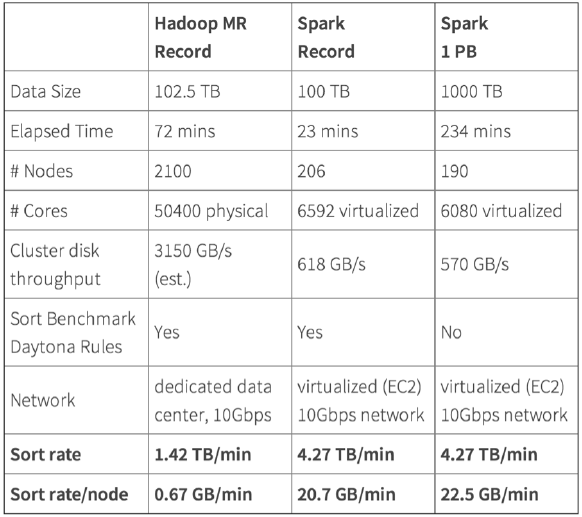 Hadoop MR Spark Spark
Record Record 1 PB
Data Size 102.5 TB 100 TB 1000 TB
Elapsed Time 72 mins 23 mins 234 mins
# Nodes 2100 206 190
# Cores 50400 physical 6592 virtualized 6080 virtualized
Cluster disk 3150 GB/s
throughput (est.) 618 GB/s 570 GB/s
Sort Benchmark
Daytona Rules Yes Yes No
Network dedicated data virtualized (EC2) virtualized (EC2)
center, 10Gbps 10Gbps network 10Gbps network
Sort rate 1.42 TB/min 4.27 TB/min 4.27 TB/min
Sort rate/node 0.67 GB/min 20.7 GB/min 22.5 GB/min